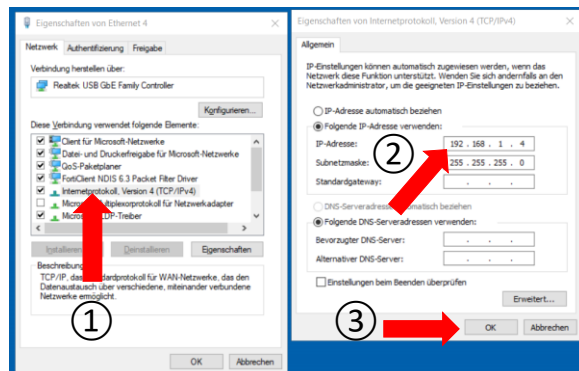 Eigenschaften von Ethernet 4
Netzwerk Authentifizierung Freigabe
Verbindung herstellen über:
Realtek USB GbE Family Controller
Konfigurieren...
Diese Verbindung verwendet folgende Elemente:
Client für Microsoft-Netzwerke
Datei- und Druckerfreigabe für Microsoft-Netzwerke
QoS-Paketplaner
FortiClient NDIS 6.3 Packet Filter Driver
Internetprotokoll, Version 4 (TCP/IPv4)
für Netzwerkadapter
Installieren... Deinstallieren Eigenschaften
Beschreibung
TCP/IP, das für WAN-Netzwerke, das den
Datenaustausch über verschiedene, miteinander verbundene
Netzwerke ermöglicht.
1
OK Abbrechen
Eigenschaften von Internetprotokoll, Version 4 (TCP/IPv4)
Allgemein
IP-Einstellungen können automatisch zugewiesen werden, wenn das
Netzwerk diese Funktion unterstützt. Wenden Sie sich andernfalls an den
Netzwerkadministrator, um die geeigneten IP-Einstellungen zu beziehen.
IP-Adresse automatisch beziehen
Folgende IP-Adresse verwenden:
IP-Adresse: 192 . 168 . 1 . 4
2
Subnetzmaske: 255 . 255 . 255 . 0
Standardgateway: . . .
DNS-Serveradresse automatisch beziehen
Folgende DNS-Serveradressen verwenden:
Bevorzugter DNS-Server: . . .
Alternativer DNS-Server: . . .
Einstellungen beim Beenden überprüfen
Erweitert...
3
OK Abbrechen